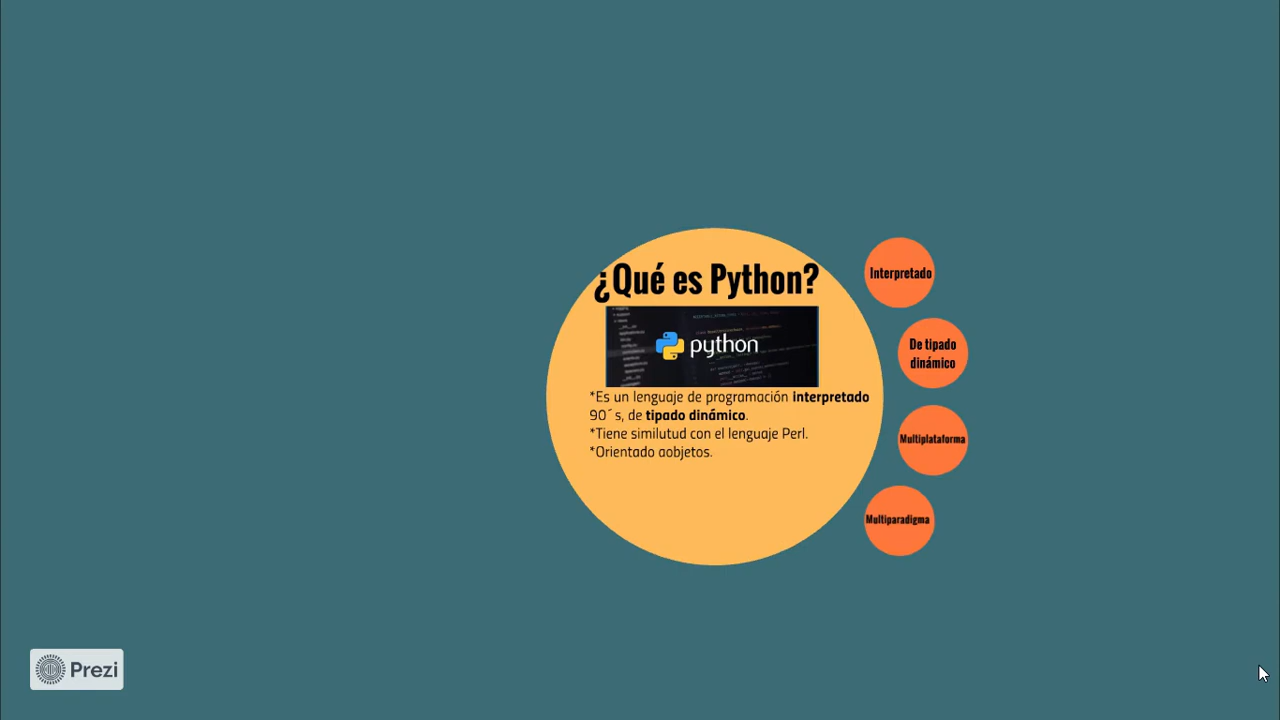 ¿Qué es Python?
python
*Es un lenguaje de programación interpretado
90´s, de tipado dinámico.
*Tiene similutud con el lenguaje Perl.
*Orientado aobjetos.
Interpretado
De tipado
dinámico
Multiplataforma
Multiparadigma
Prezi